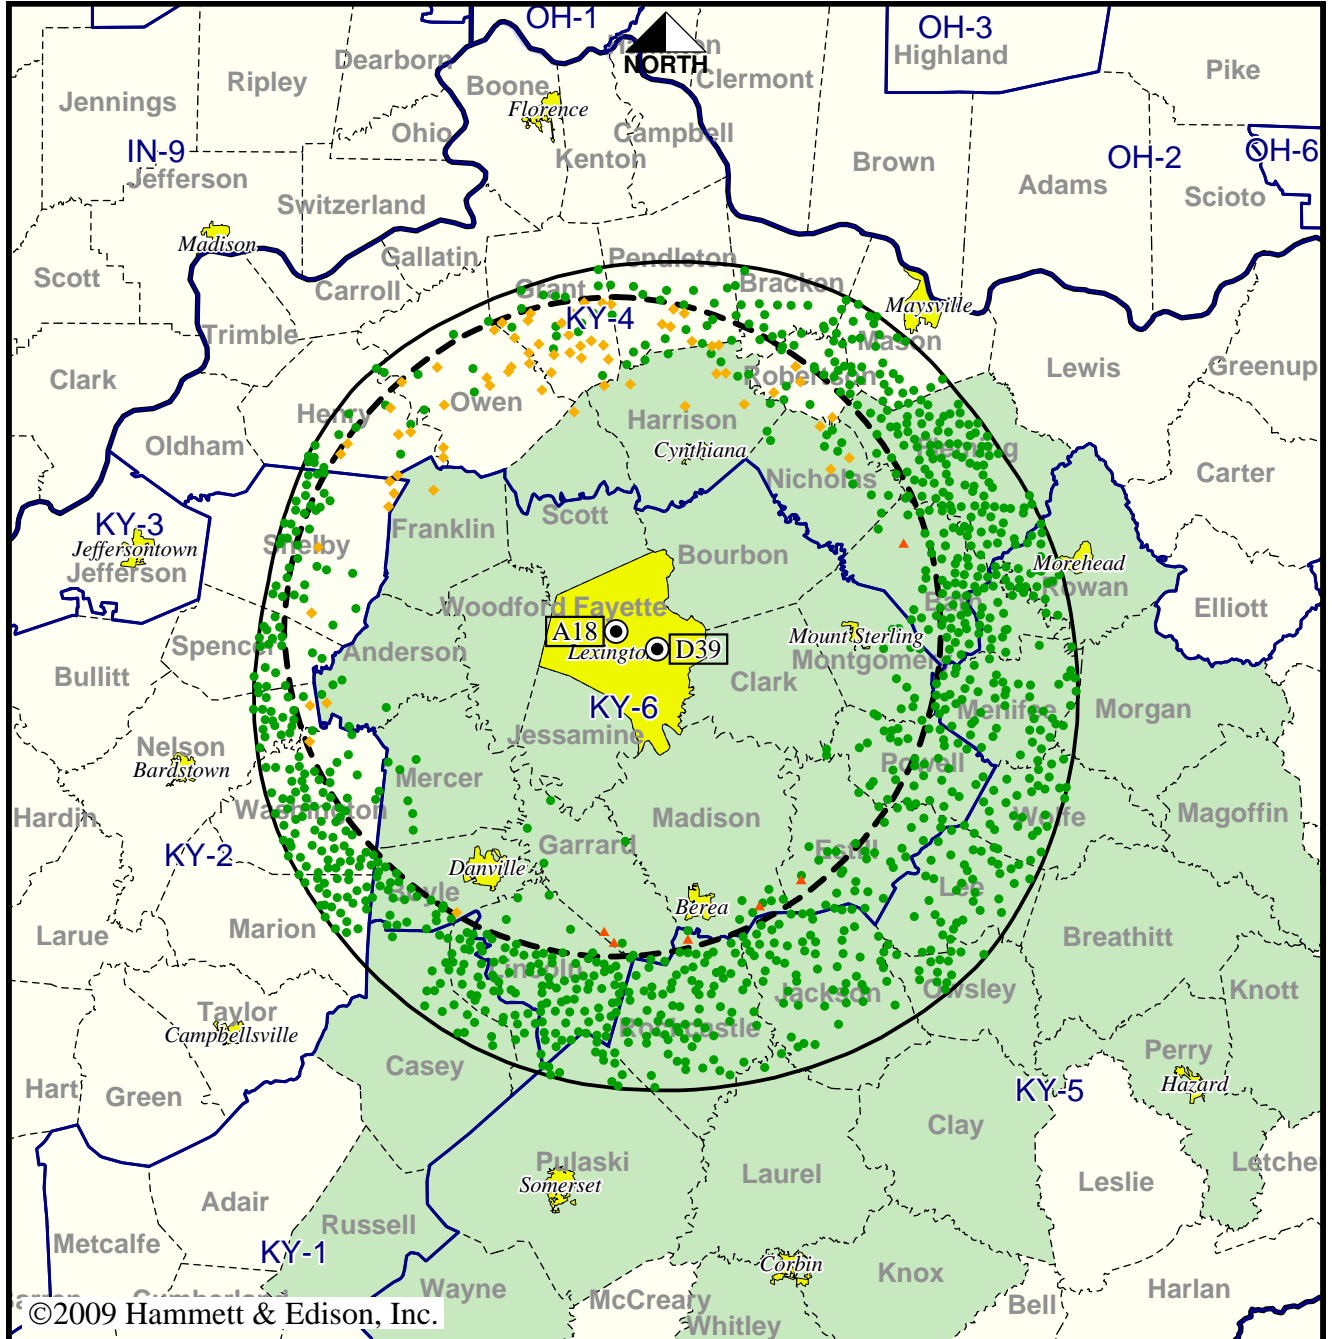 OH-1
OH-3
Highland
NORTH
Dearborn
Clermont
Pike
Ripley
Boone
Jennings
Florence
Ohio
Campbell
Kenton
IN-9
Jefferson
Brown
OH-2
OH-6
Adams
Scioto
Switzerland
Madison
Gallatin
Pendleton
Scott
Carroll
Grant
Bracken
Maysville
KY-4
Trimble
Mason
Lewis
Greenup
Clark
Robertson
Henry
Owen
Harrison
Oldham
Cynthiana
Fleming
Nicholas
Carter
KY-3
Franklin
Scott
Jeffersontown
Shelby
Bourbon
Morehead
Jefferson
Rowan
Woodford
Fayette
Bath
Elliott
A18
Mount Sterling
Spencer
Anderson
Lexington
D39
Montgomery
Bullitt
Clark
KY-6
Menifee
Morgan
Jessamine
Nelson
Bardstown
Mercer
Powell
Hardin
Washington
Madison
Wolfe
Magoffin
KY-2
Garrard
Estill
Danville
Boyle
Lee
Berea
Larue
Marion
Breathitt
Lincoln
Jackson
Owsley
Knott
Taylor
Campbellsville
Rockcastle
Perry
Casey
Hart
Green
KY-5
Hazard
Clay
Pulaski
Laurel
Letcher
Somerset
Leslie
Adair
Russell
Metcalfe
KY-1
Corbin
Knox
Wayne
Harlan
McCreary
Bell
©2009 Hammett & Edison, Inc.
Whitley